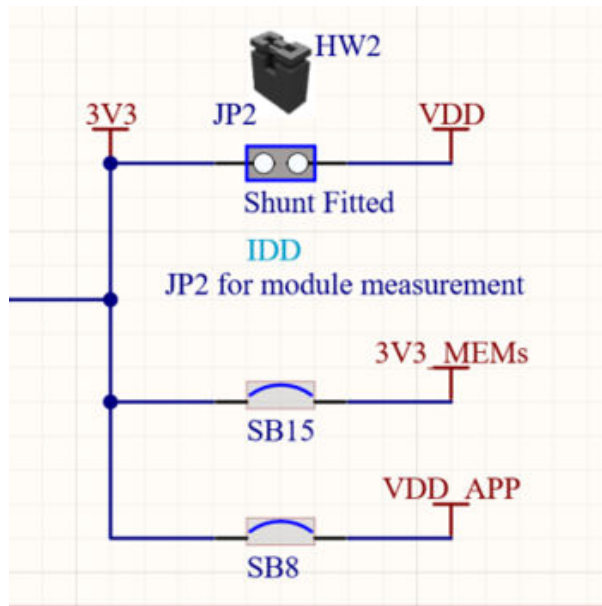 HW2
3V3
JP2
VDD
Shunt Fitted
IDD
JP2 for module measurement
3V3_MEMs
SB15
VDD_APP
SB8